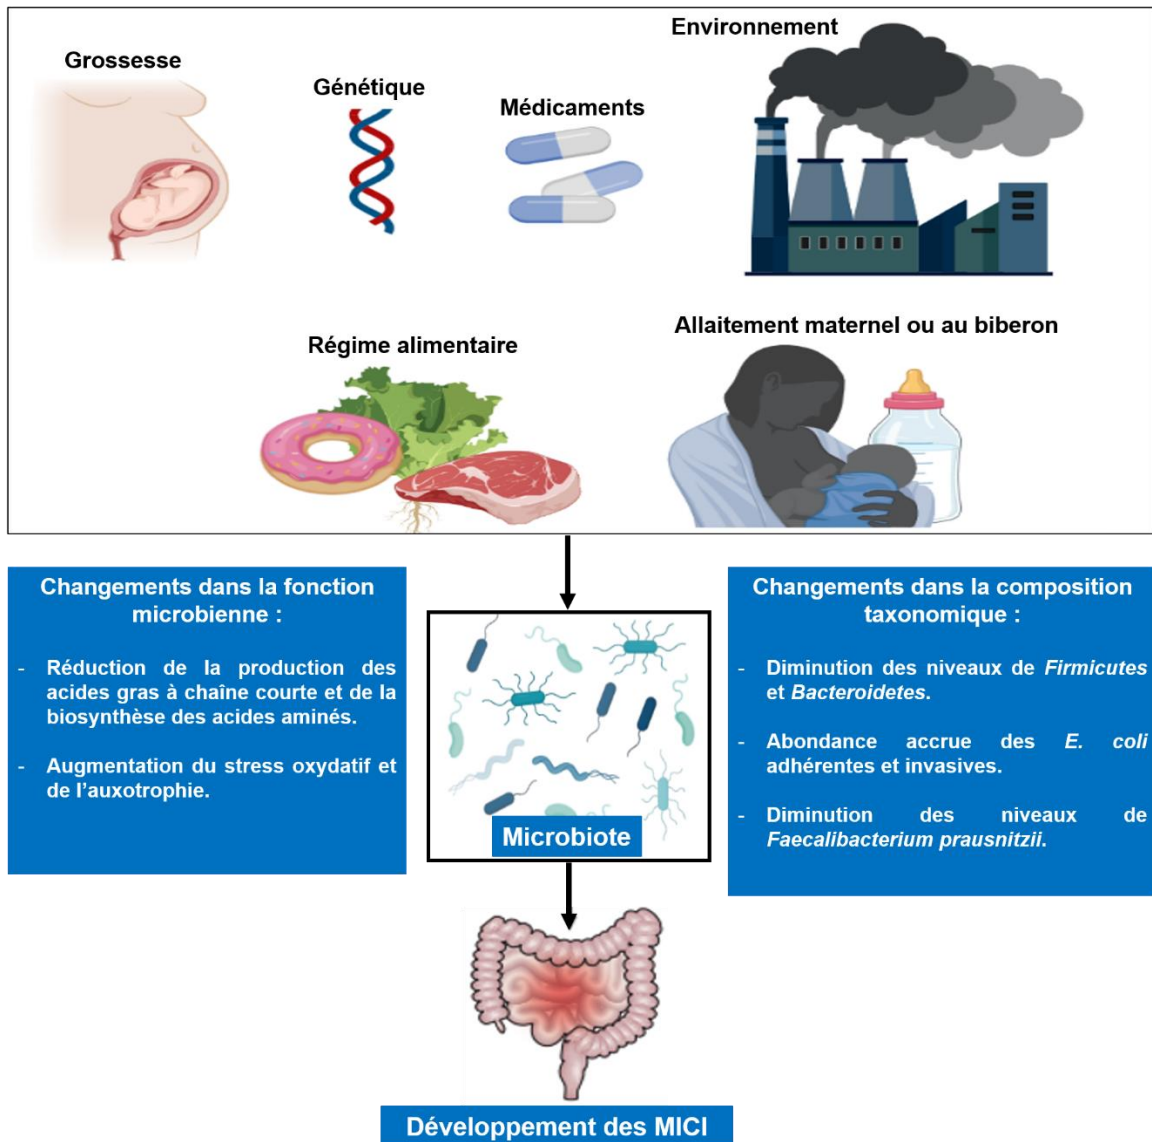 Environnement
Grossesse
Génétique
Médicaments
Régime alimentaire
Allaitement maternel ou au biberon
Changements dans la fonction
microbienne :
- Réduction de la production des
acides gras à chaîne courte et de la
biosynthèse des acides aminés.
- Augmentation du stress oxydatif et
de l’auxotrophie.
Changements dans la composition
taxonomique :
- Diminution des niveaux de Firmicutes
et Bacteroidetes.
- Abondance accrue des E. coli
adhérentes et invasives.
- Diminution des niveaux de
Faecalibacterium prausnitzii.
Microbiote
Développement des MICI